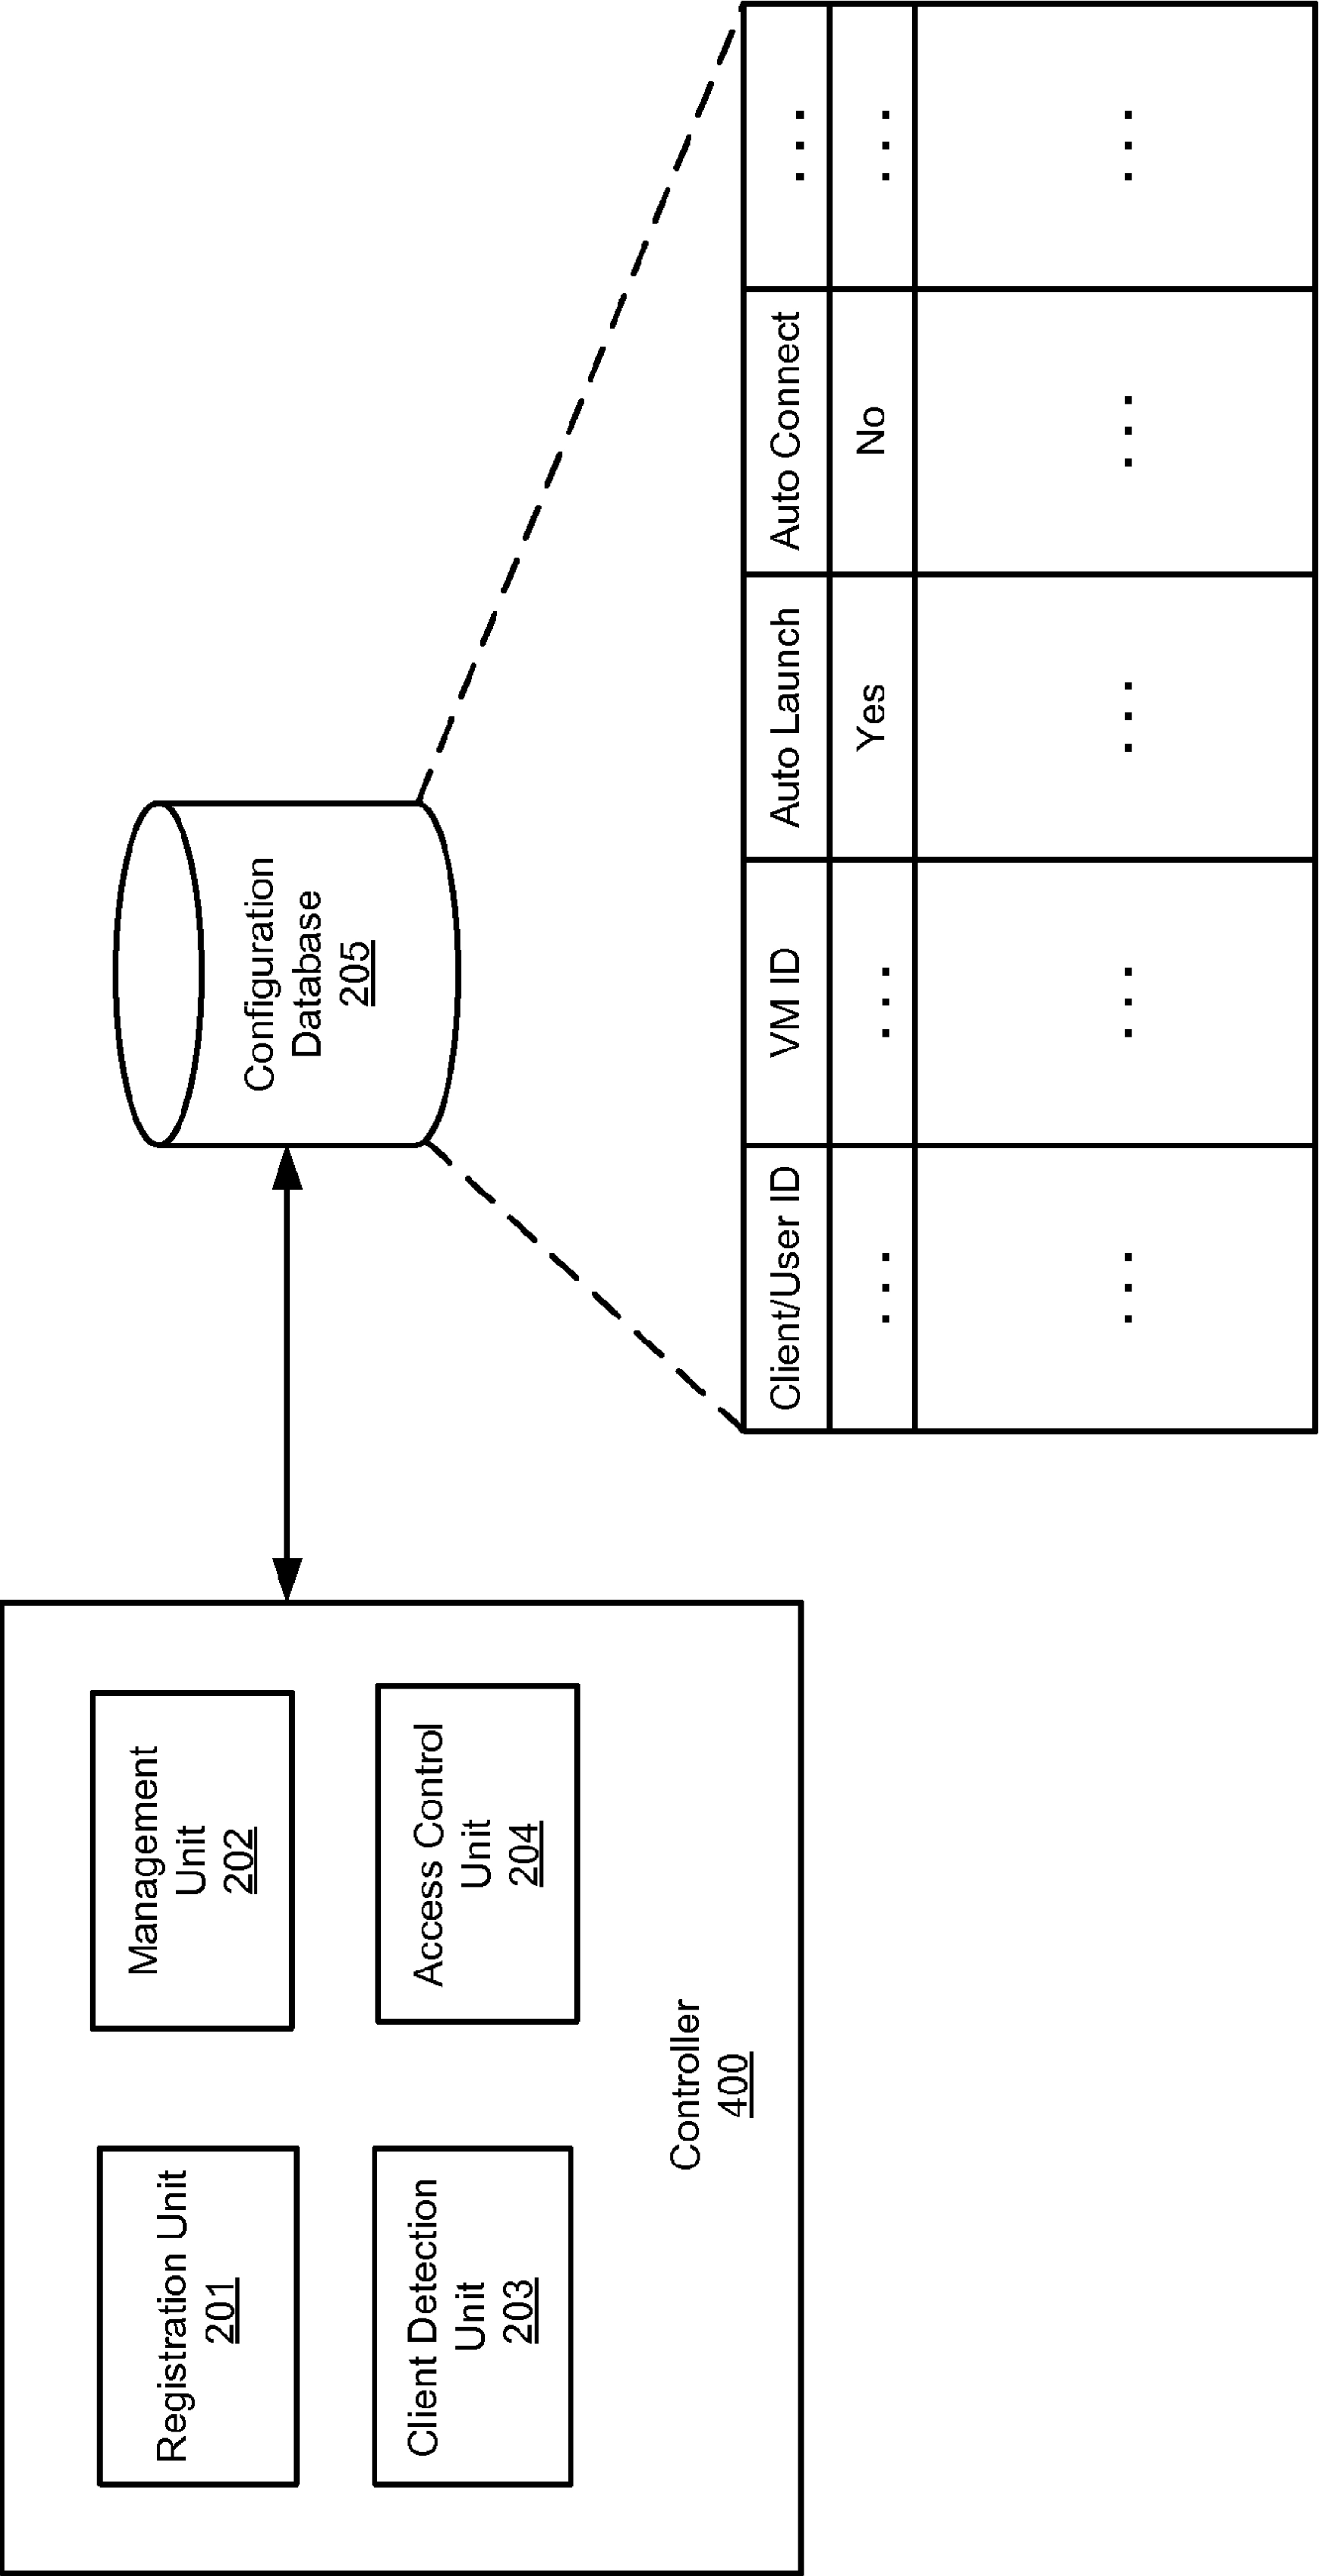 Registration Unit
201
Management
Unit
202
Client Detection
Unit
203
Access Control
Unit
204
Controller
400
Configuration
Database
205
Client/User ID
VM ID
Auto Launch
Auto Connect
. . .
. . .
. . .
Yes
No
. . .
. . .
. . .
. . .
. . .
. . .